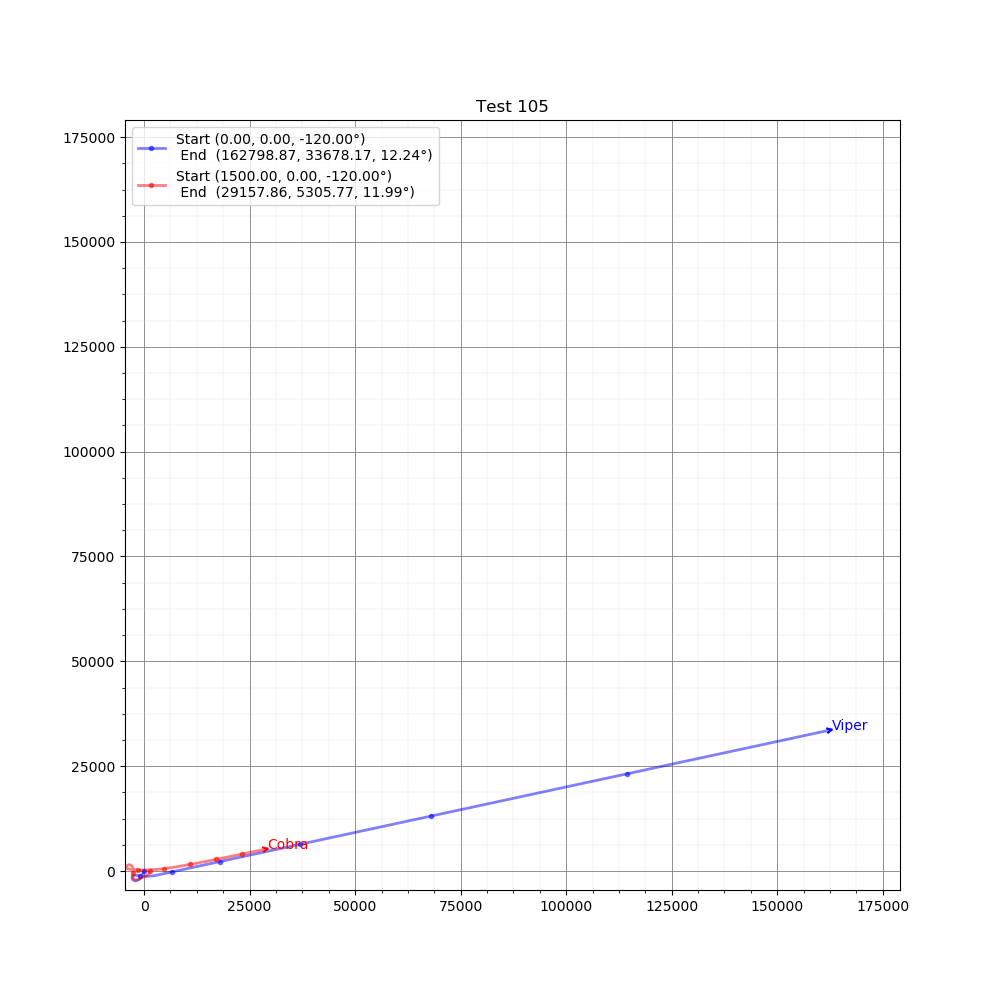 Test 105
Start (0.00, 0.00, -120.00°)
End (162798.87, 33678.17, 12.24°)
Start (1500.00, 0.00, -120.00°)
End (29157.86, 5305.77, 11.99°)
175000
150000
125000
100000
75000
50000
25000
0
Viper
Cobra
0 25000 50000 75000 100000 125000 150000 175000